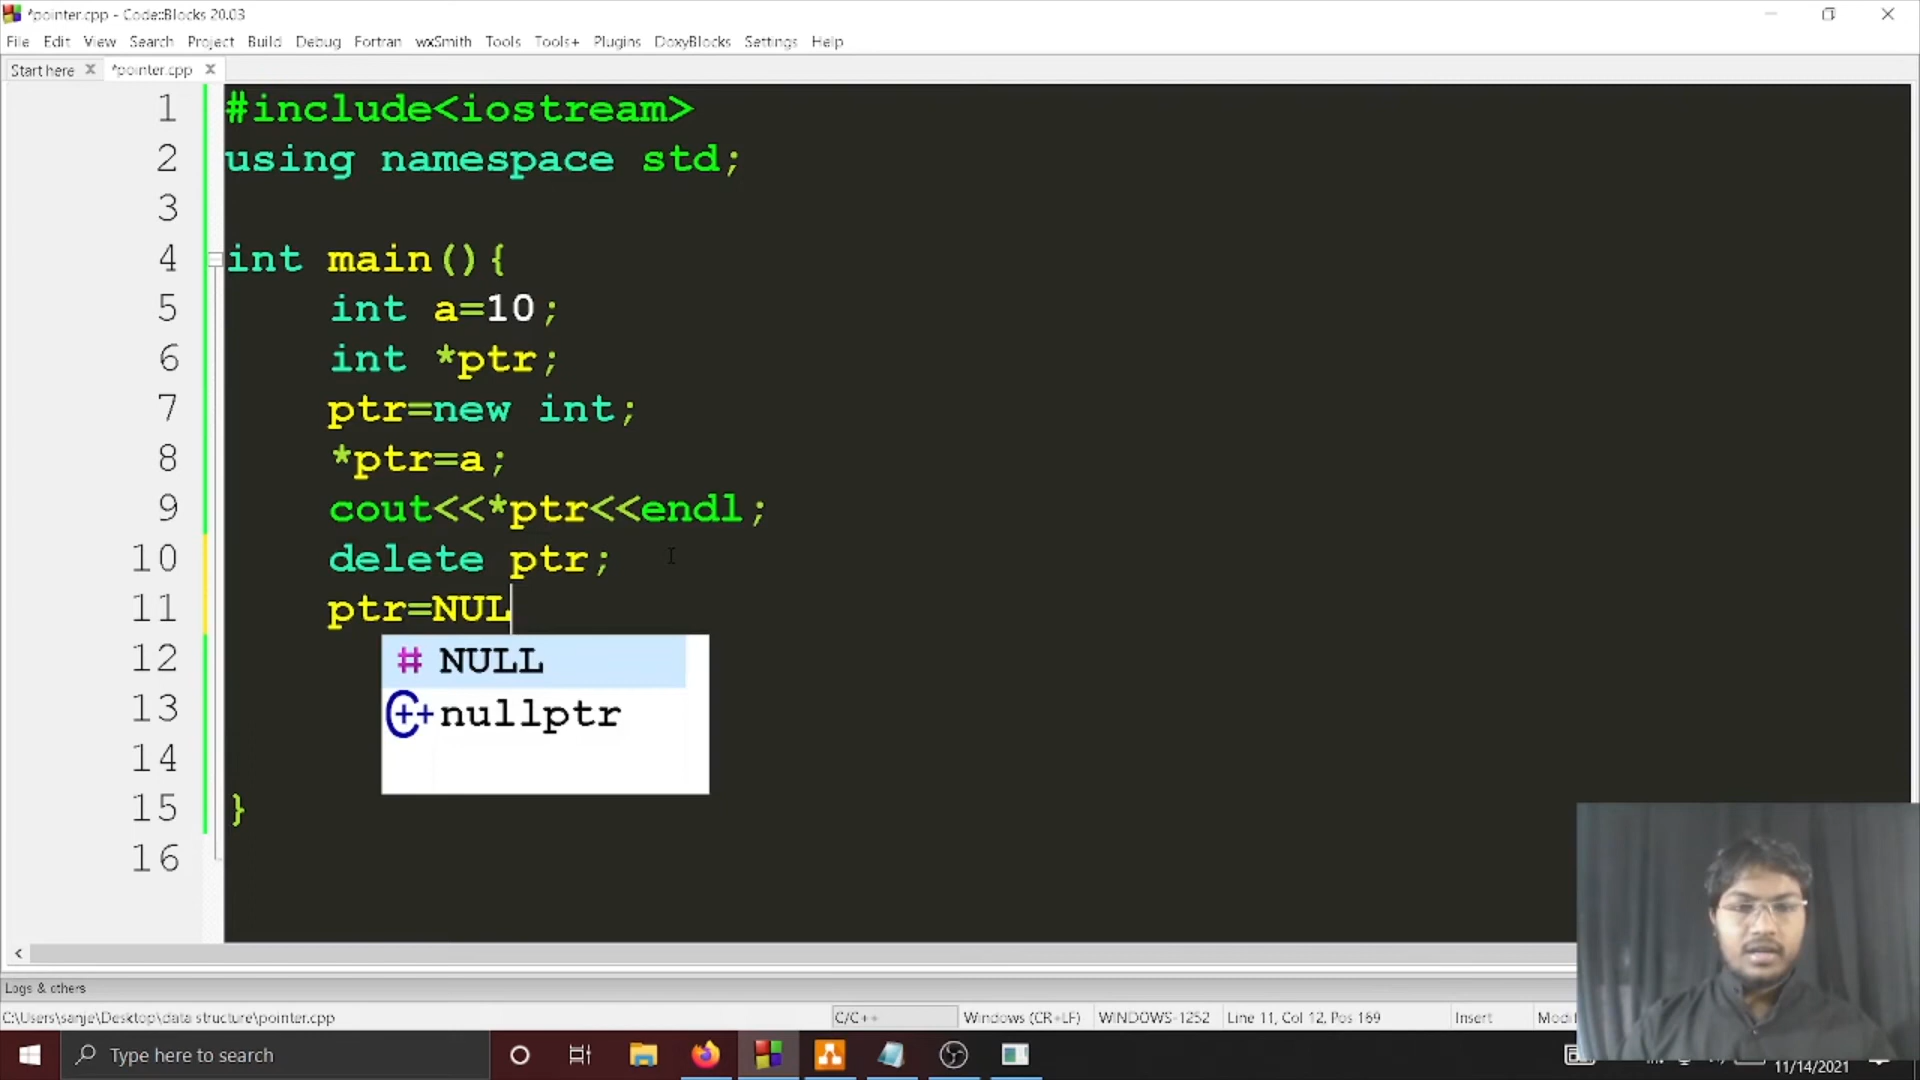 *pointer.cpp - Code::Blocks 20.03
File Edit View Search Project Build Debug Fortran wxSmith Tools Tools+ Plugins DoxyBlocks Settings Help
Start here *pointer.cpp
1 #include<iostream>
2 using namespace std;
3
4 int main(){
5 int a=10;
6 int *ptr;
7 ptr=new int;
8 *ptr=a;
9 cout<<*ptr<<endl;
10 delete ptr;
11 ptr=NUL
12 # NULL
13 nullptr
14
15 }
16
Logs & others
C:\Users\sanje\Desktop\data structure\pointer.cpp C/C++ Windows (CR+LF) WINDOWS-1252 Line 11, Col 12, Pos 169 Insert
Type here to search
11/14/2021